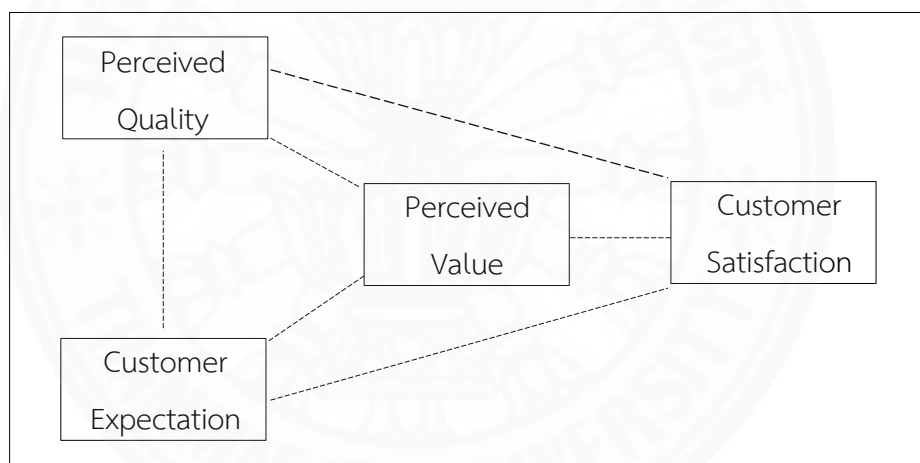 Perceived
Quality
Perceived
Value
Customer
Satisfaction
Customer
Expectation